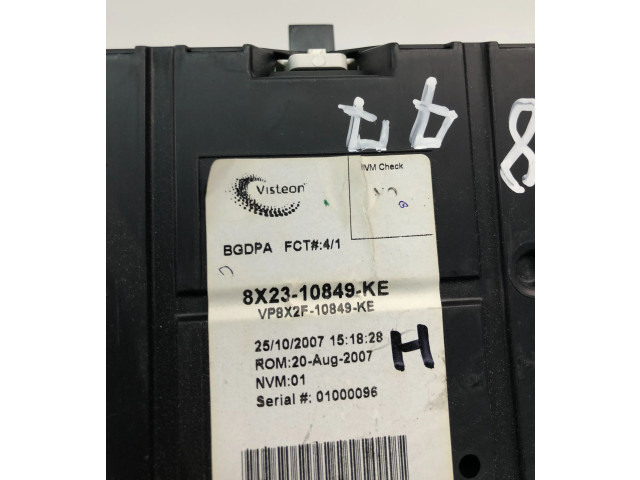 8
NVM Check
Visteon
BGDPA FCT#:4/1
8X23-10849-KE
VP8X2F-10849-KE
25/10/2007 15:18:28
H
ROM:20-Aug-2007
NVM:01
Serial #: 01000096